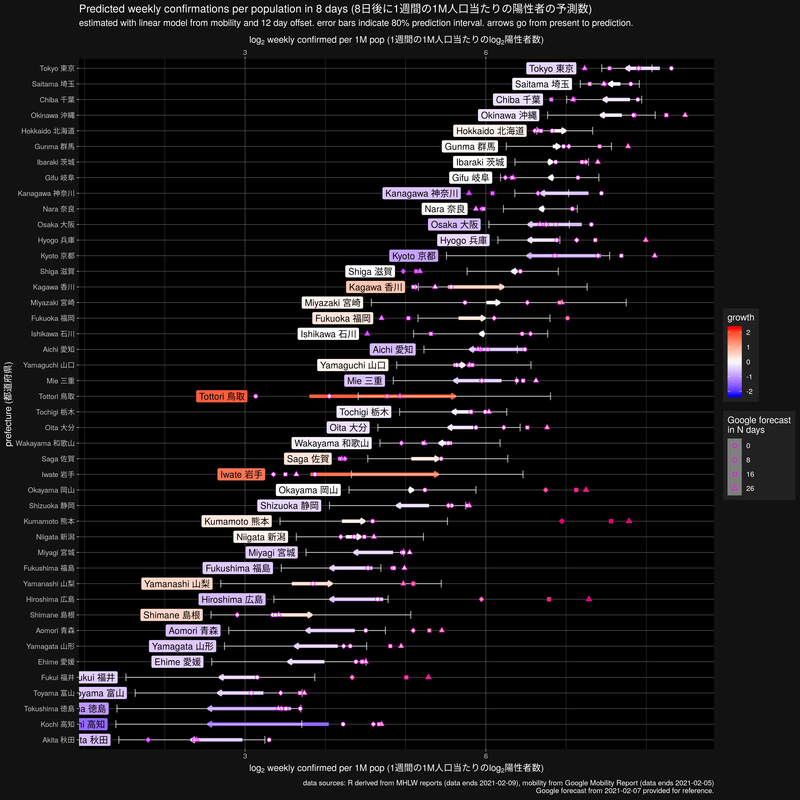 Predicted weekly confirmations per population in 8 days (8日後に1週間の1M人口当たりの陽性者の予測数)
estimated with linear model from mobility and 12 day offset. error bars indicate 80% prediction interval. arrows go from present to prediction.
log2 weekly confirmed per 1M pop (1週間の1M人口当たりのlog2陽性者数)
3 6
Tokyo 東京 Tokyo 東京
Saitama 埼玉 Saitama 埼玉
Chiba 千葉 Chiba 千葉
Okinawa 沖縄 Okinawa 沖縄
Hokkaido 北海道 Hokkaido 北海道
Gunma 群馬 Gunma 群馬
Ibaraki 茨城 Ibaraki 茨城
Gifu 岐阜 Gifu 岐阜
Kanagawa 神奈川 Kanagawa 神奈川
Nara 奈良 Nara 奈良
Osaka 大阪 Osaka 大阪
Hyogo 兵庫 Hyogo 兵庫
Kyoto 京都 Kyoto 京都
Shiga 滋賀 Shiga 滋賀
Kagawa 香川 Kagawa 香川
Miyazaki 宮崎 Miyazaki 宮崎
Fukuoka 福岡 Fukuoka 福岡
Ishikawa 石川 Ishikawa 石川
Aichi 愛知 Aichi 愛知
Yamaguchi 山口 Yamaguchi 山口
Mie 三重 Mie 三重
Tottori 鳥取 Tottori 鳥取
Tochigi 栃木 Tochigi 栃木
Oita 大分 Oita 大分
Wakayama 和歌山 Wakayama 和歌山
Saga 佐賀 Saga 佐賀
Iwate 岩手 Iwate 岩手
Okayama 岡山 Okayama 岡山
Shizuoka 静岡 Shizuoka 静岡
Kumamoto 熊本 Kumamoto 熊本
Niigata 新潟 Niigata 新潟
Miyagi 宮城 Miyagi 宮城
Fukushima 福島 Fukushima 福島
Yamanashi 山梨 Yamanashi 山梨
Hiroshima 広島 Hiroshima 広島
Shimane 島根 Shimane 島根
Aomori 青森 Aomori 青森
Yamagata 山形 Yamagata 山形
Ehime 愛媛 Ehime 愛媛
Fukui 福井 ukui 福井
Toyama 富山 oyama 富山
Tokushima 徳島 a 徳島
Kochi 高知 hi 高知
Akita 秋田 ta 秋田
3 6
log2 weekly confirmed per 1M pop (1週間の1M人口当たりのlog2陽性者数)
prefecture (都道府県)
growth
2
1
0
-1
-2
Google forecast
in N days
0
8
16
26
data sources: R derived from MHLW reports (data ends 2021-02-09), mobility from Google Mobility Report (data ends 2021-02-05)
Google forecast from 2021-02-07 provided for reference.